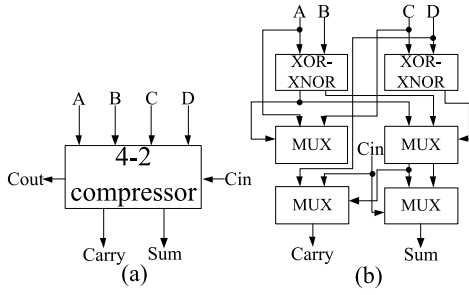 A B C D
4-2
compressor
Cout
Cin
Carry Sum
(a)
A B C D
XOR-
XNOR
XOR-
XNOR
MUX
MUX
Cin
MUX
MUX
Carry
Sum
(b)